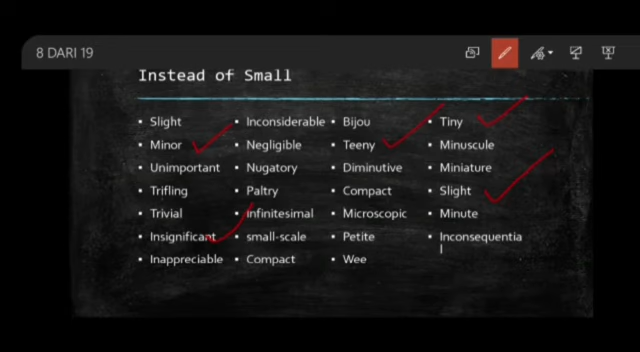 8 DARI 19
Instead of Small
▪ Slight
▪ Minor
▪ Unimportant
▪ Trifling
▪ Trivial
▪ Insignificant
▪ Inappreciable
▪ Inconsiderable
▪ Negligible
▪ Nugatory
▪ Paltry
▪ infinitesimal
▪ small-scale
▪ Compact
▪ Bijou
▪ Teeny
▪ Diminutive
▪ Compact
▪ Microscopic
▪ Petite
▪ Wee
▪ Tiny
▪ Minuscule
▪ Miniature
▪ Slight
▪ Minute
▪ Inconsequentia
l